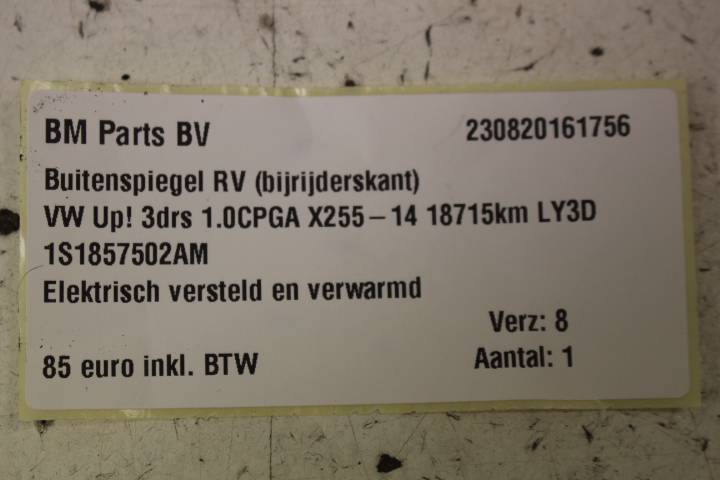 BM Parts BV 230820161756
Buitenspiegel RV (bijrijderskant)
VW Up! 3drs 1.0CPGA X255-14 18715km LY3D
1S1857502AM
Elektrisch versteld en verwarmd
Verz: 8
85 euro inkl. BTW Aantal: 1